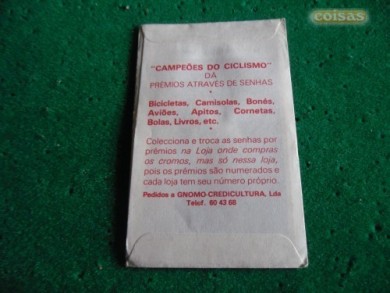 coisas
"CAMPEÕES DO CICLISMO"
DÁ
PRÉMIOS ATRAVÉS DE SENHAS
*
Bicicletas, Camisolas, Bonés,
Aviões, Apitos, Cornetas,
Bolas, Livros, etc.
*
Colecciona e troca as senhas por
prémios na Loja onde compras
os cromos, mas só nessa loja,
pois os prémios são numerados e
cada loja tem seu número próprio.
Pedidos a GNOMO-CREDICULTURA, Lda
Telef. 60 43 66